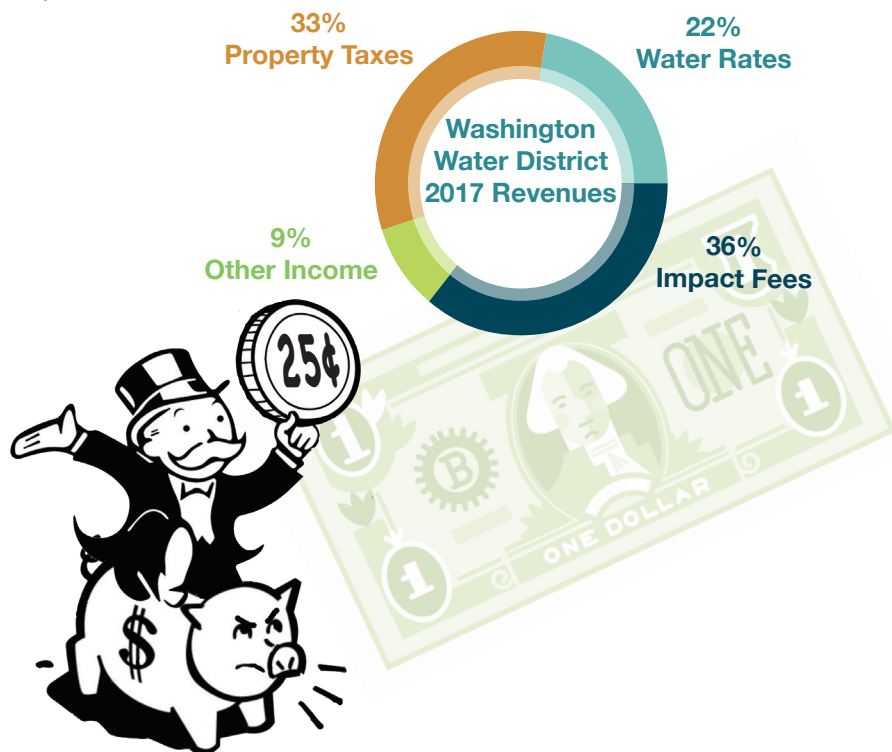 33%
Property Taxes
22%
Water Rates
Washington
Water District
2017 Revenues
9%
Other Income
36%
Impact Fees
25¢
ONE
1
1
B
ONE DOLLAR
1
$